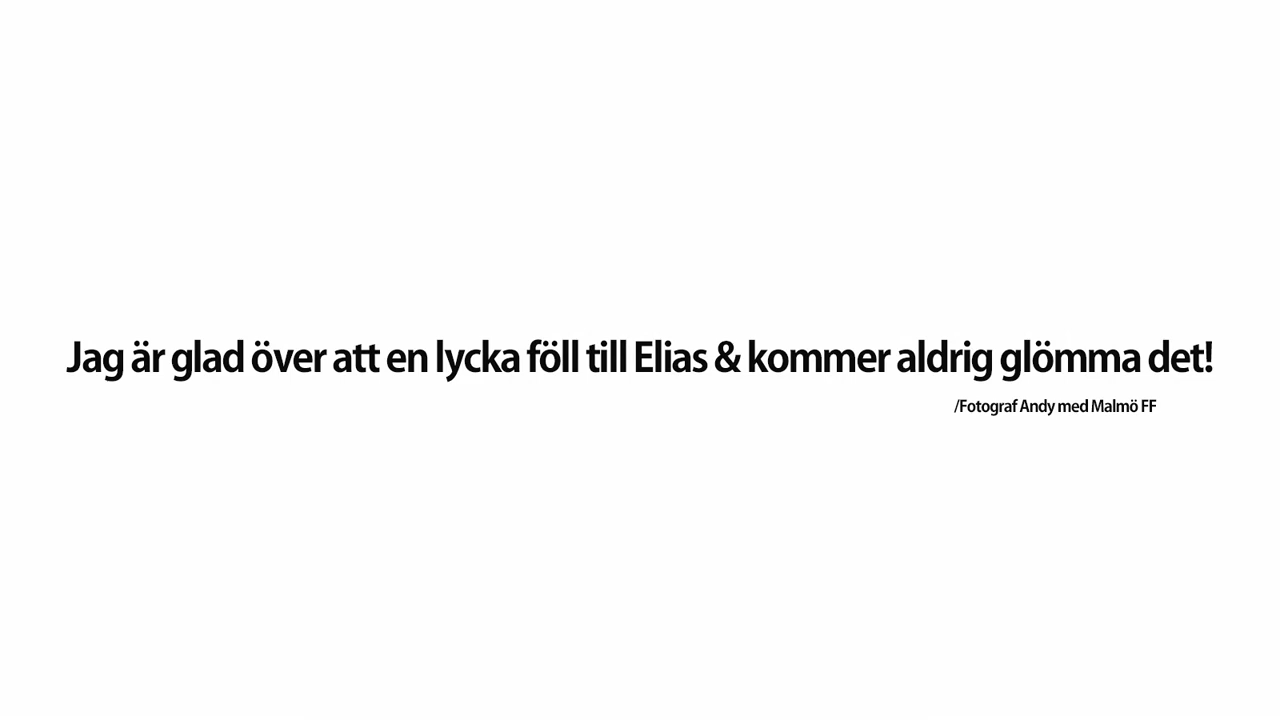 Jag är glad över att en lycka föll till Elias & kommer aldrig glömma det!
/Fotograf Andy med Malmö FF